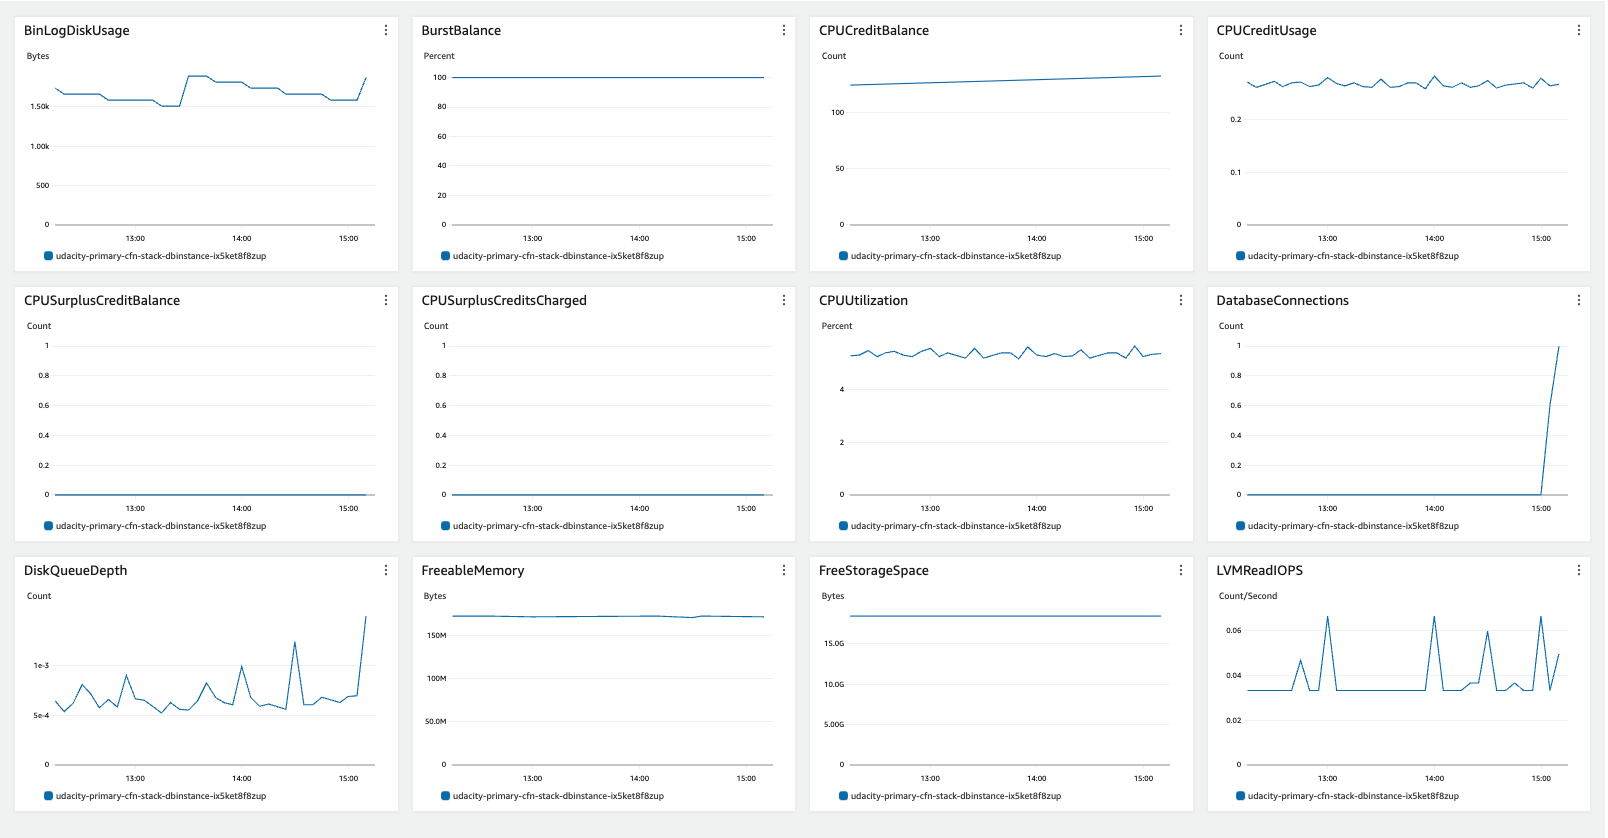 BinLogDiskUsage
Bytes
1.50k
1.00k
500
0
13:00 14:00 15:00
udacity-primary-cfn-stack-dbinstance-ix5ket8f8zup
BurstBalance
Percent
100
80
60
40
20
0
13:00 14:00 15:00
udacity-primary-cfn-stack-dbinstance-ix5ket8f8zup
CPUCreditBalance
Count
100
50
0
13:00 14:00 15:00
udacity-primary-cfn-stack-dbinstance-ix5ket8f8zup
CPUCreditUsage
Count
0.2
0.1
0
13:00 14:00 15:00
udacity-primary-cfn-stack-dbinstance-ix5ket8f8zup
CPUSurplusCreditBalance
Count
1
0.8
0.6
0.4
0.2
0
13:00 14:00 15:00
udacity-primary-cfn-stack-dbinstance-ix5ket8f8zup
CPUSurplusCreditsCharged
Count
1
0.8
0.6
0.4
0.2
0
13:00 14:00 15:00
udacity-primary-cfn-stack-dbinstance-ix5ket8f8zup
CPUUtilization
Percent
4
2
0
13:00 14:00 15:00
udacity-primary-cfn-stack-dbinstance-ix5ket8f8zup
DatabaseConnections
Count
1
0.8
0.6
0.4
0.2
0
13:00 14:00 15:00
udacity-primary-cfn-stack-dbinstance-ix5ket8f8zup
DiskQueueDepth
Count
1e-3
5e-4
0
13:00 14:00 15:00
udacity-primary-cfn-stack-dbinstance-ix5ket8f8zup
FreeableMemory
Bytes
150M
100M
50.0M
0
13:00 14:00 15:00
udacity-primary-cfn-stack-dbinstance-ix5ket8f8zup
FreeStorageSpace
Bytes
15.0G
10.0G
5.00G
0
13:00 14:00 15:00
udacity-primary-cfn-stack-dbinstance-ix5ket8f8zup
LVMReadIOPS
Count/Second
0.06
0.04
0.02
0
13:00 14:00 15:00
udacity-primary-cfn-stack-dbinstance-ix5ket8f8zup